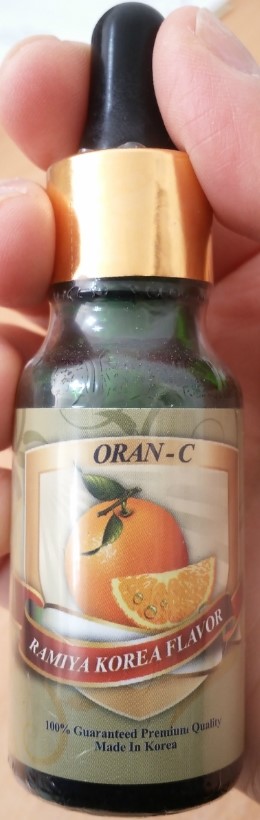 ORAN-C
RAMIYA KOREA FLAVOR
100% Guaranteed Premium Quality
Made In Korea